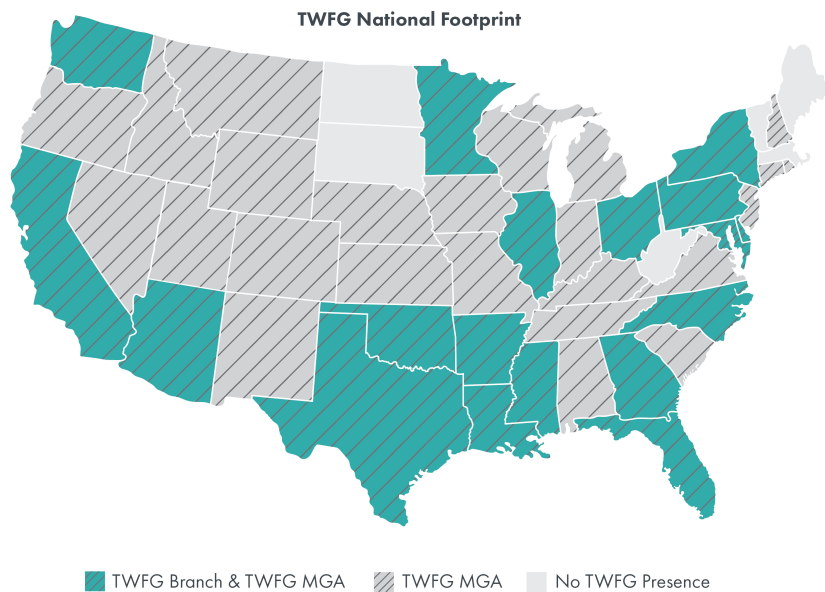 TWFG National Footprint
TWFG Branch & TWFG MGA TWFG MGA No TWFG Presence